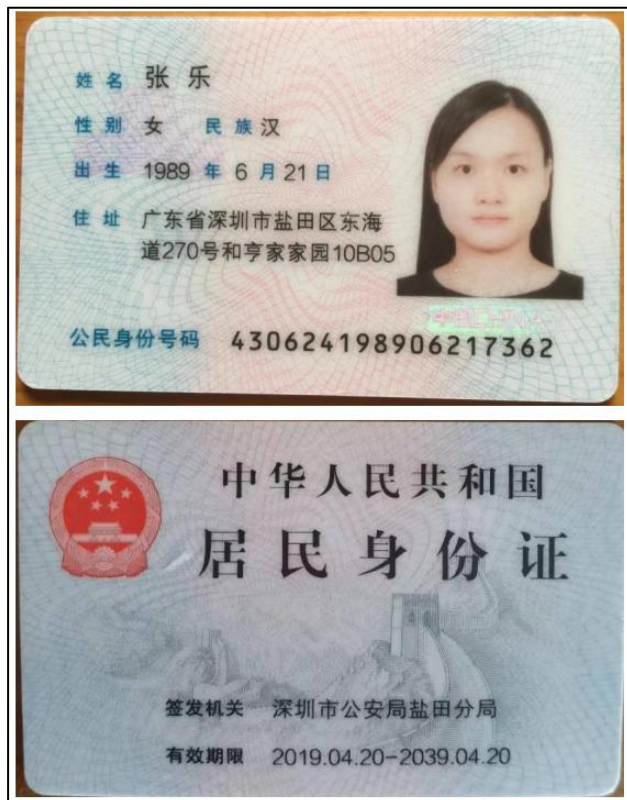 姓名 张乐
性别 女 民族 汉
出生 1989 年 6 月 21 日
住址 广东省深圳市盐田区东海
道270号和亨家家园10B05
公民身份号码 430624198906217362
中华人民共和国
居民身份证
签发机关 深圳市公安局盐田分局
有效期限 2019.04.20-2039.04.20